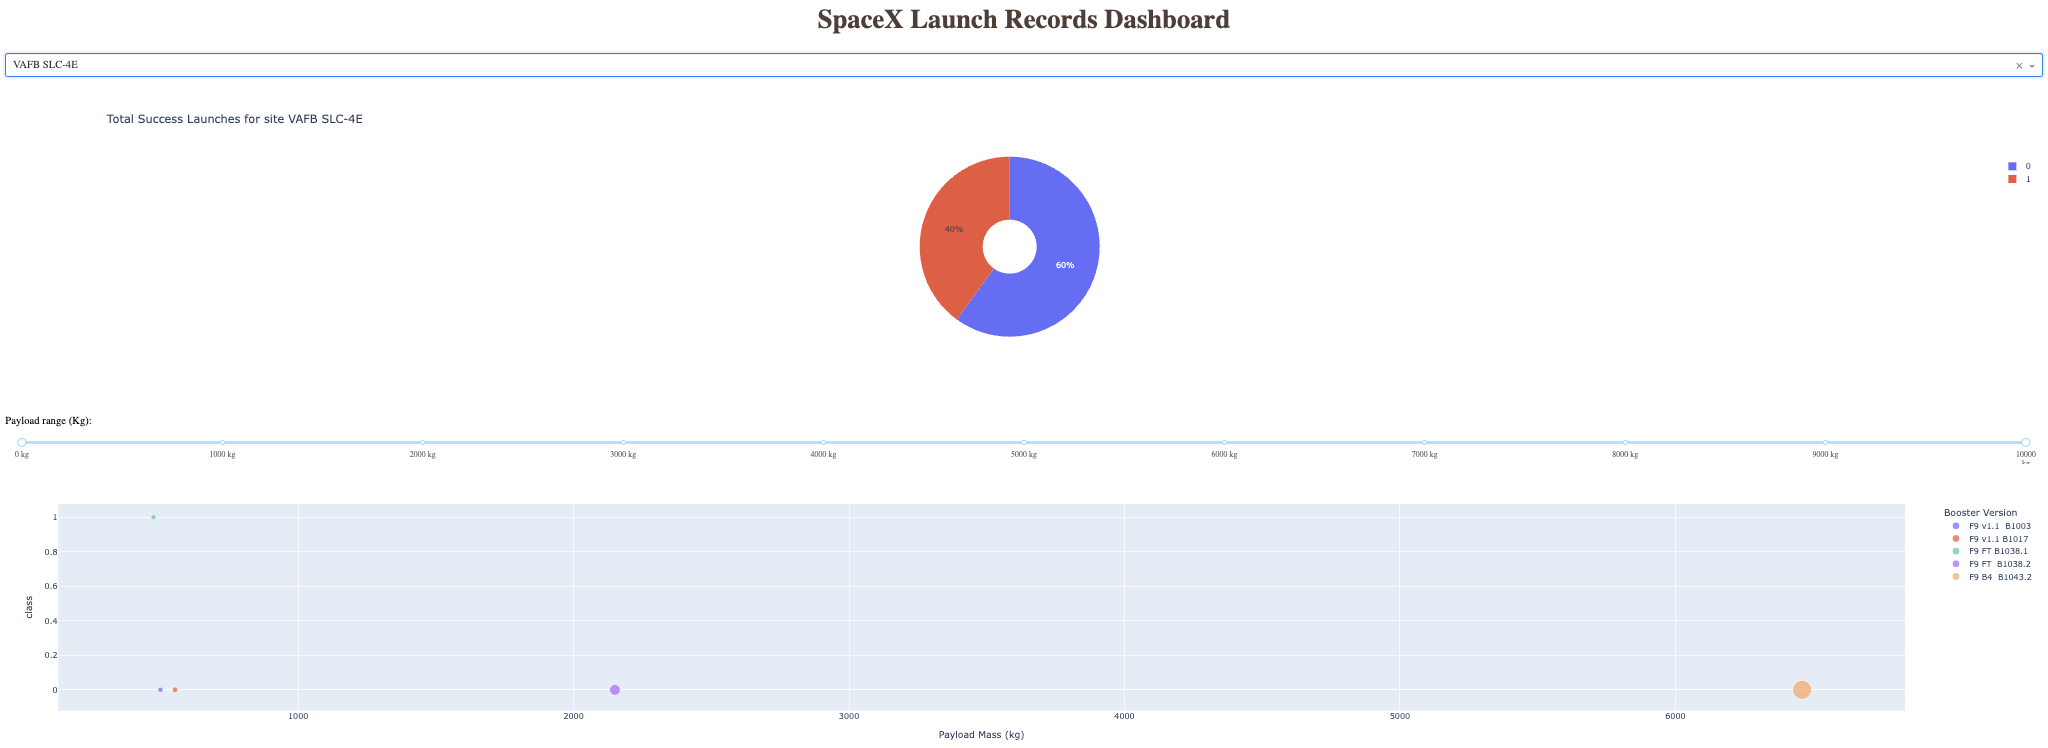 SpaceX Launch Records Dashboard
VAFB SLC-4E
×
Total Success Launches for site VAFB SLC-4E
0
1
40%
60%
Payload range (Kg):
0 kg 1000 kg 2000 kg 3000 kg 4000 kg 5000 kg 6000 kg 7000 kg 8000 kg 9000 kg 10000
Booster Version
F9 v1.1  B1003
F9 v1.1 B1017
F9 FT B1038.1
F9 FT  B1038.2
F9 B4  B1043.2
class
1
0.8
0.6
0.4
0.2
0
1000 2000 3000 4000 5000 6000
Payload Mass (kg)